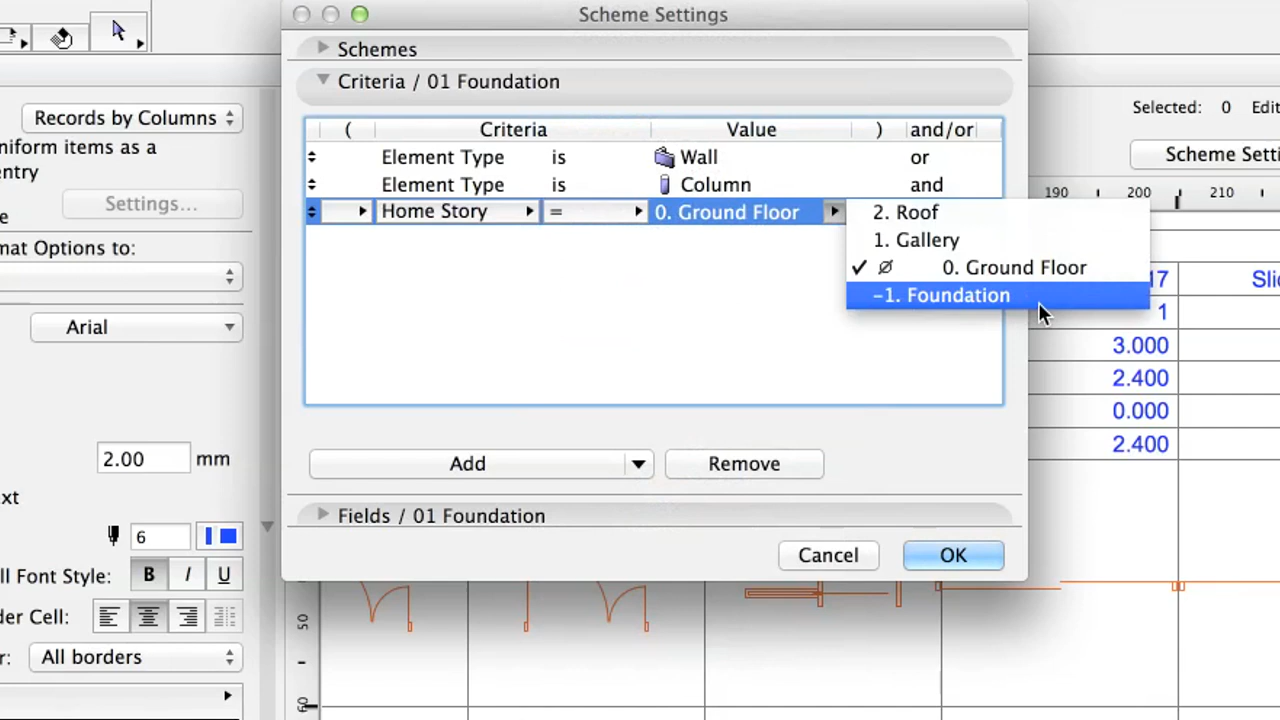 Scheme Settings
Schemes
Criteria / 01 Foundation
Records by Columns
Selected: 0 Edit
niform items as a
entry
( Criteria Value ) and/or
Element Type is Wall or
Scheme Setti
Element Type is Column and
Settings...
190 200 210
Home Story = 0. Ground Floor
2. Roof
1. Gallery
mat Options to:
0. Ground Floor
17 Slid
-1. Foundation
1
Arial
3.000
2.400
0.000
2.400
2.00 mm
Add Remove
xt
Fields / 01 Foundation
6
Cancel OK
ll Font Style: B I U
der Cell:
50
r: All borders
60